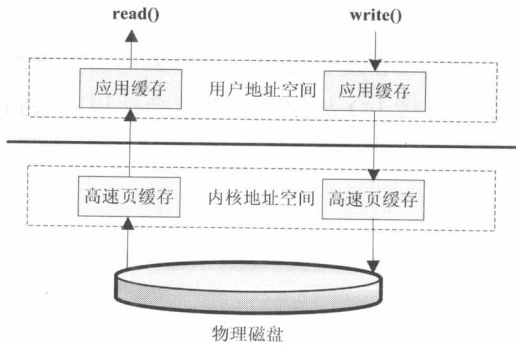 read() write()
应用缓存 用户地址空间 应用缓存
高速页缓存 内核地址空间 高速页缓存
物理磁盘